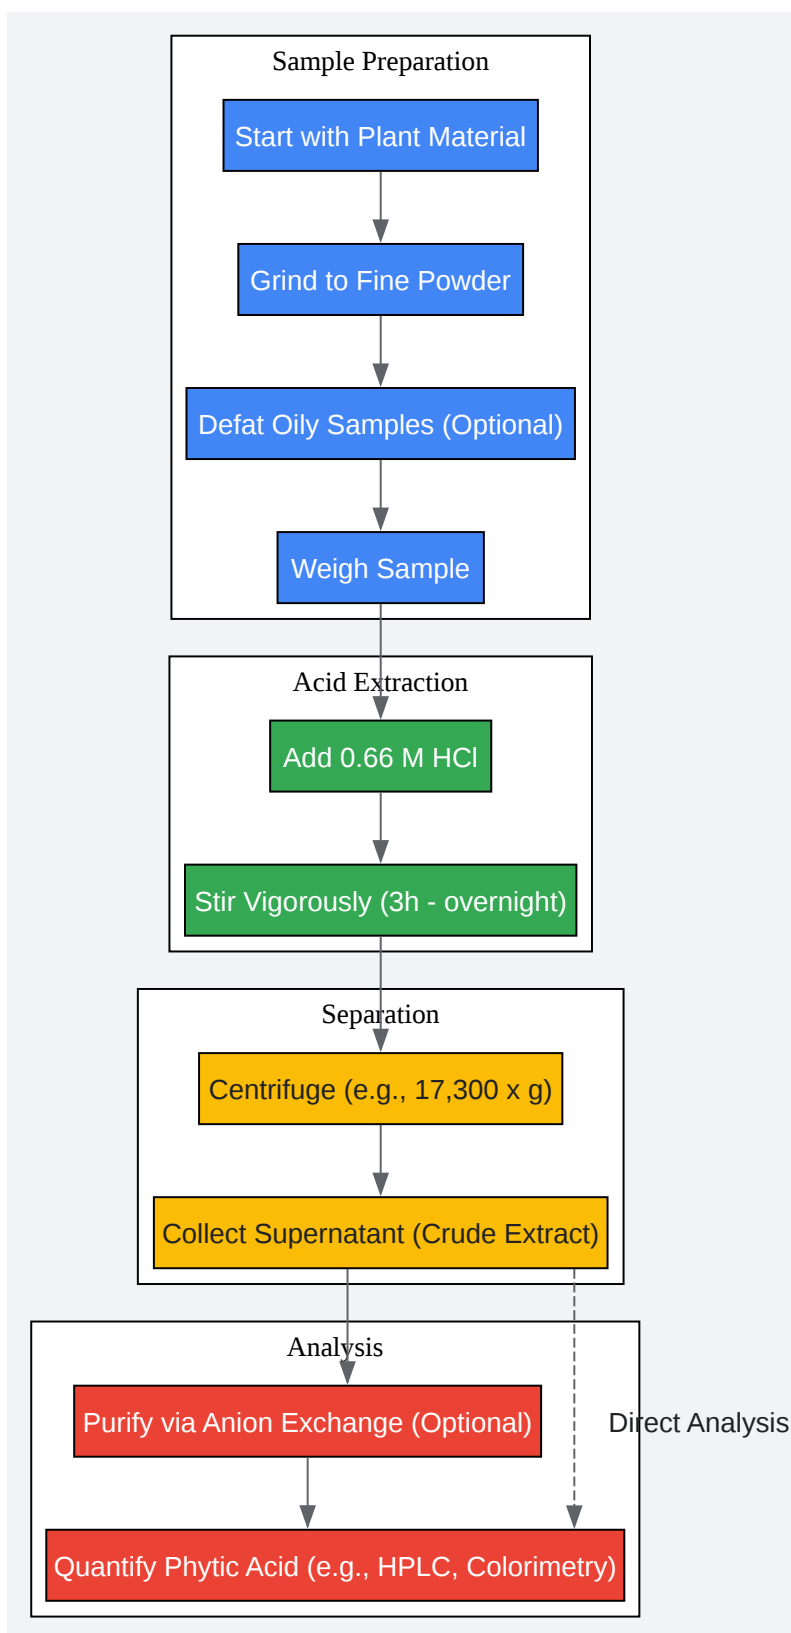 Sample Preparation
Start with Plant Material
Grind to Fine Powder
Defat Oily Samples (Optional)
Weigh Sample
Acid Extraction
Add 0.66 M HCl
Stir Vigorously (3h - overnight)
Separation
Centrifuge (e.g., 17,300 x g)
Collect Supernatant (Crude Extract)
Analysis
Purify via Anion Exchange (Optional)
Direct Analysis
Quantify Phytic Acid (e.g., HPLC, Colorimetry)